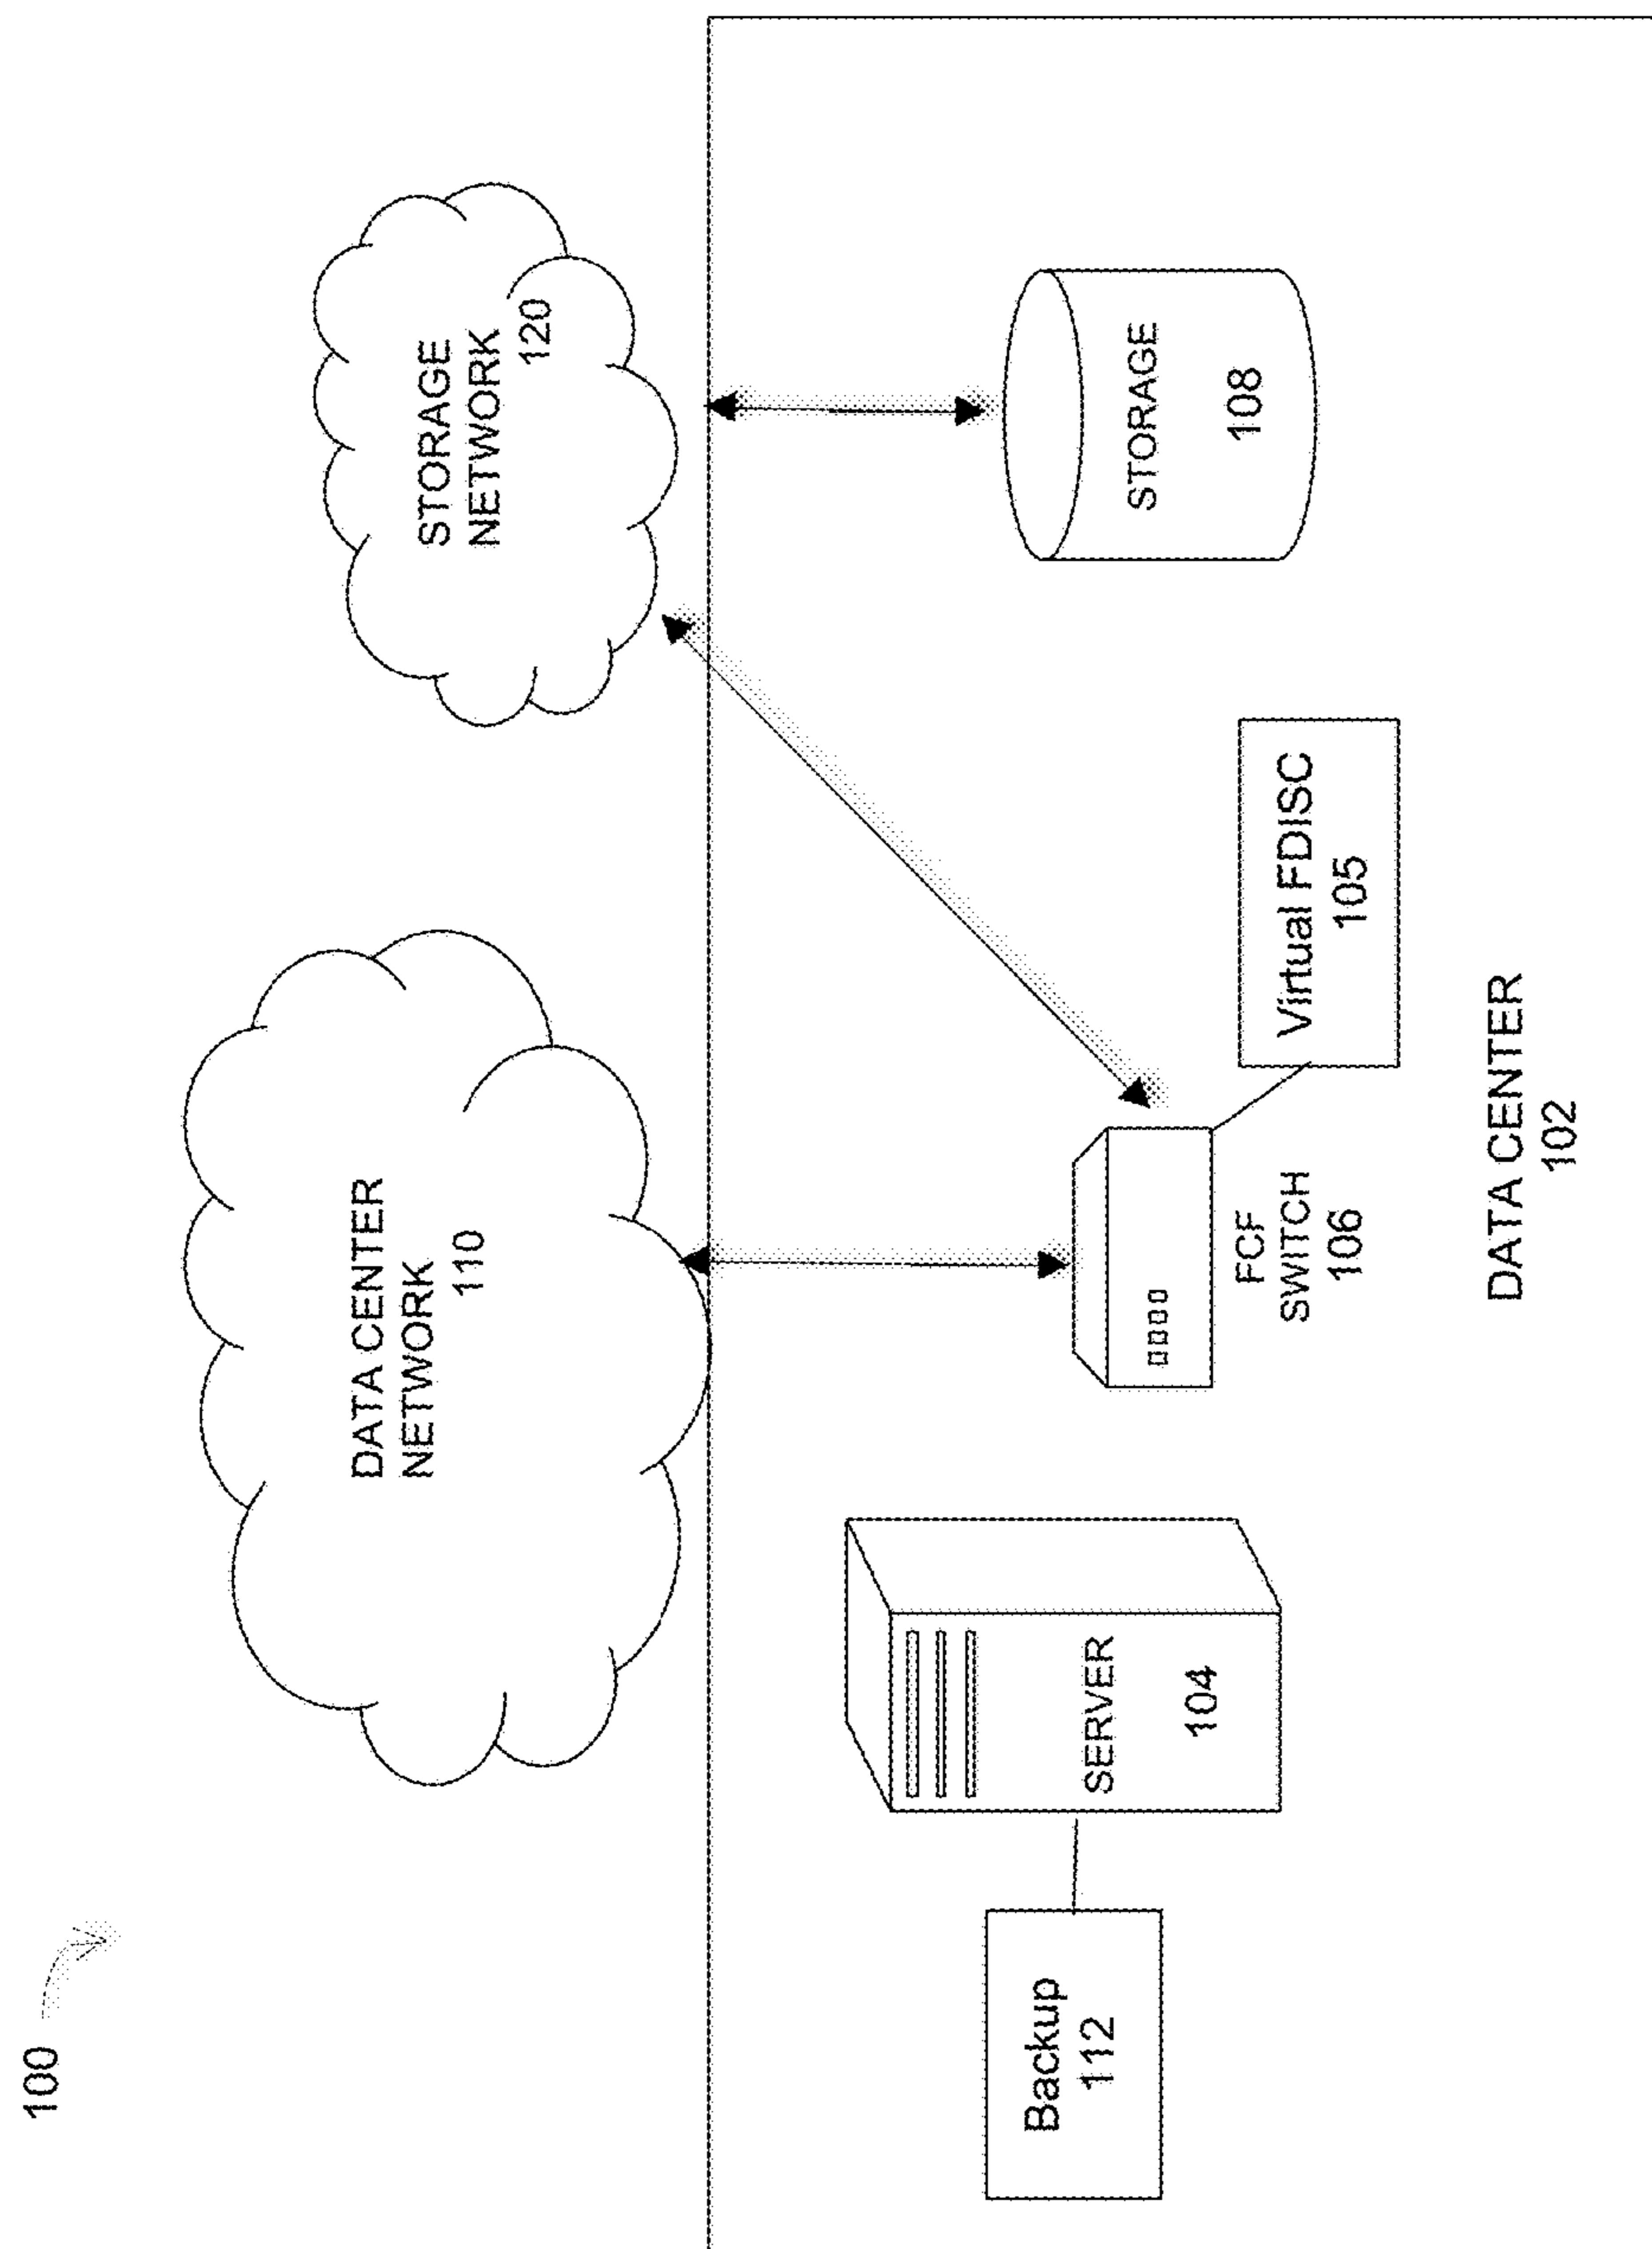 100
DATA CENTER
NETWORK
110
STORAGE
NETWORK
120
Backup
112
SERVER
104
FCF
SWITCH
106
Virtual FDISC
105
STORAGE
108
DATA CENTER
102